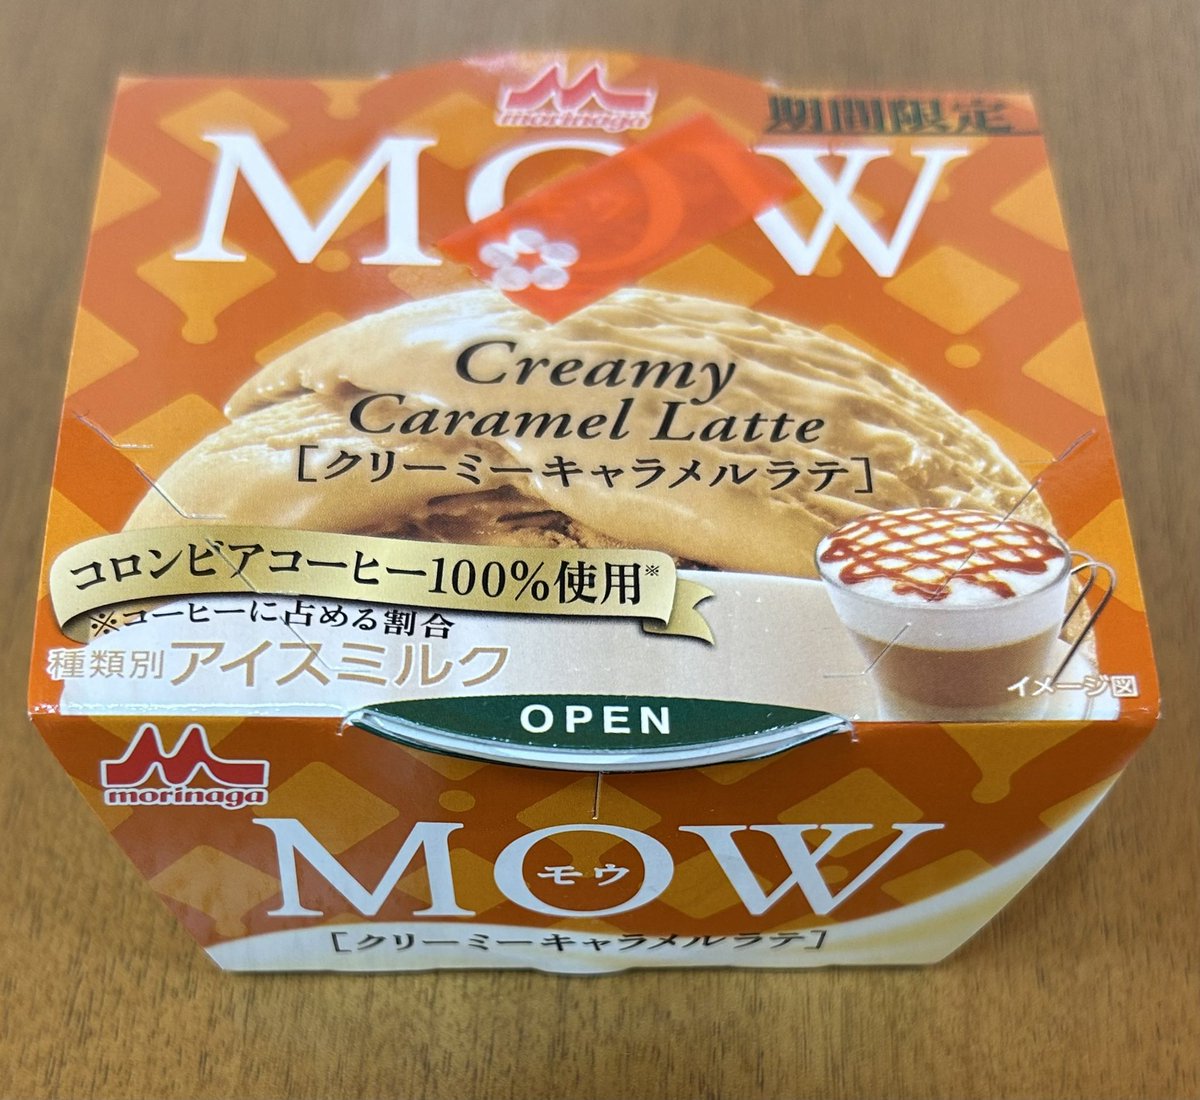 morinaga
期間限定
MOW
Creamy
Caramel Latte
[クリーミーキャラメルラテ]
コロンビアコーヒー100%使用※
※コーヒーに占める割合
種類別アイスミルク
イメージ図
OPEN
morinaga
MOW
モウ
[クリーミーキャラメルラテ]